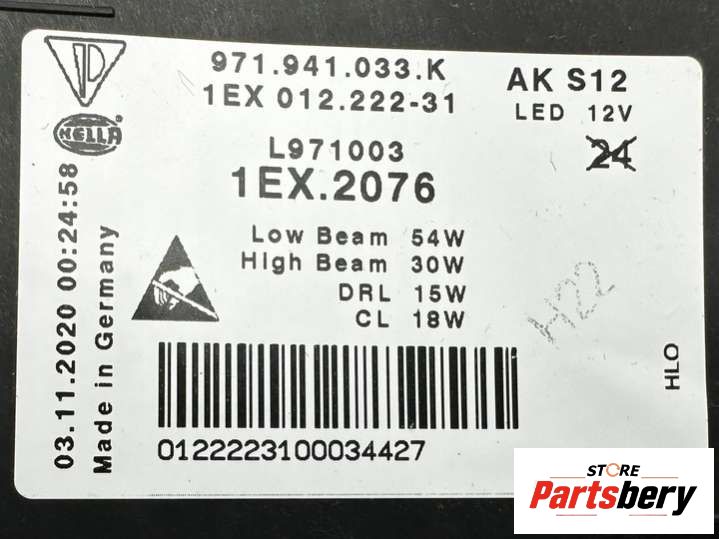 971.941.033.K
1EX 012.222-31
AK S12
LED 12V
24
HELLA
L971003
1EX.2076
Low Beam 54W
High Beam 30W
DRL 15W
CL 18W
03.11.2020 00:24:58
Made in Germany
H22
HLO
0122223100034427
STORE
Partsbery